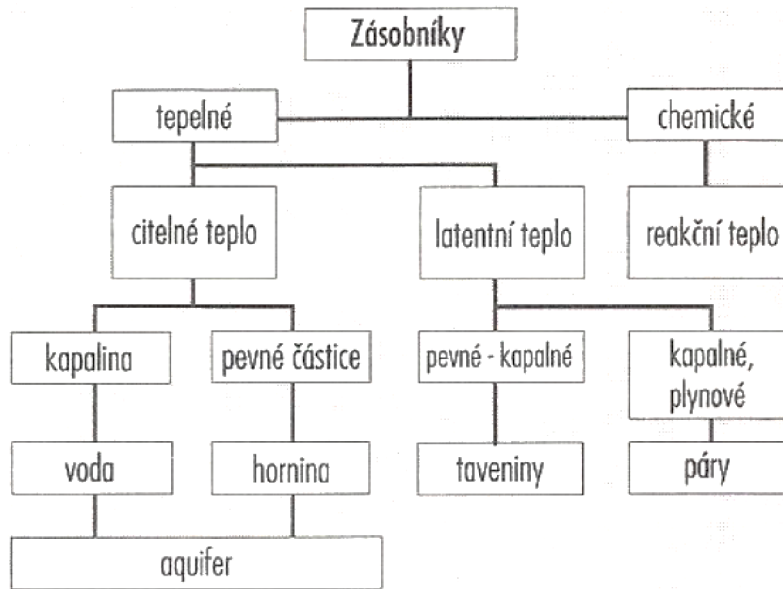 Zásobníky
tepelné
chemické
citelné teplo
latentní teplo
reakční teplo
kapalina
pevné částice
pevné - kapalné
kapalné,
plynové
voda
hornina
taveniny
páry
aquifer